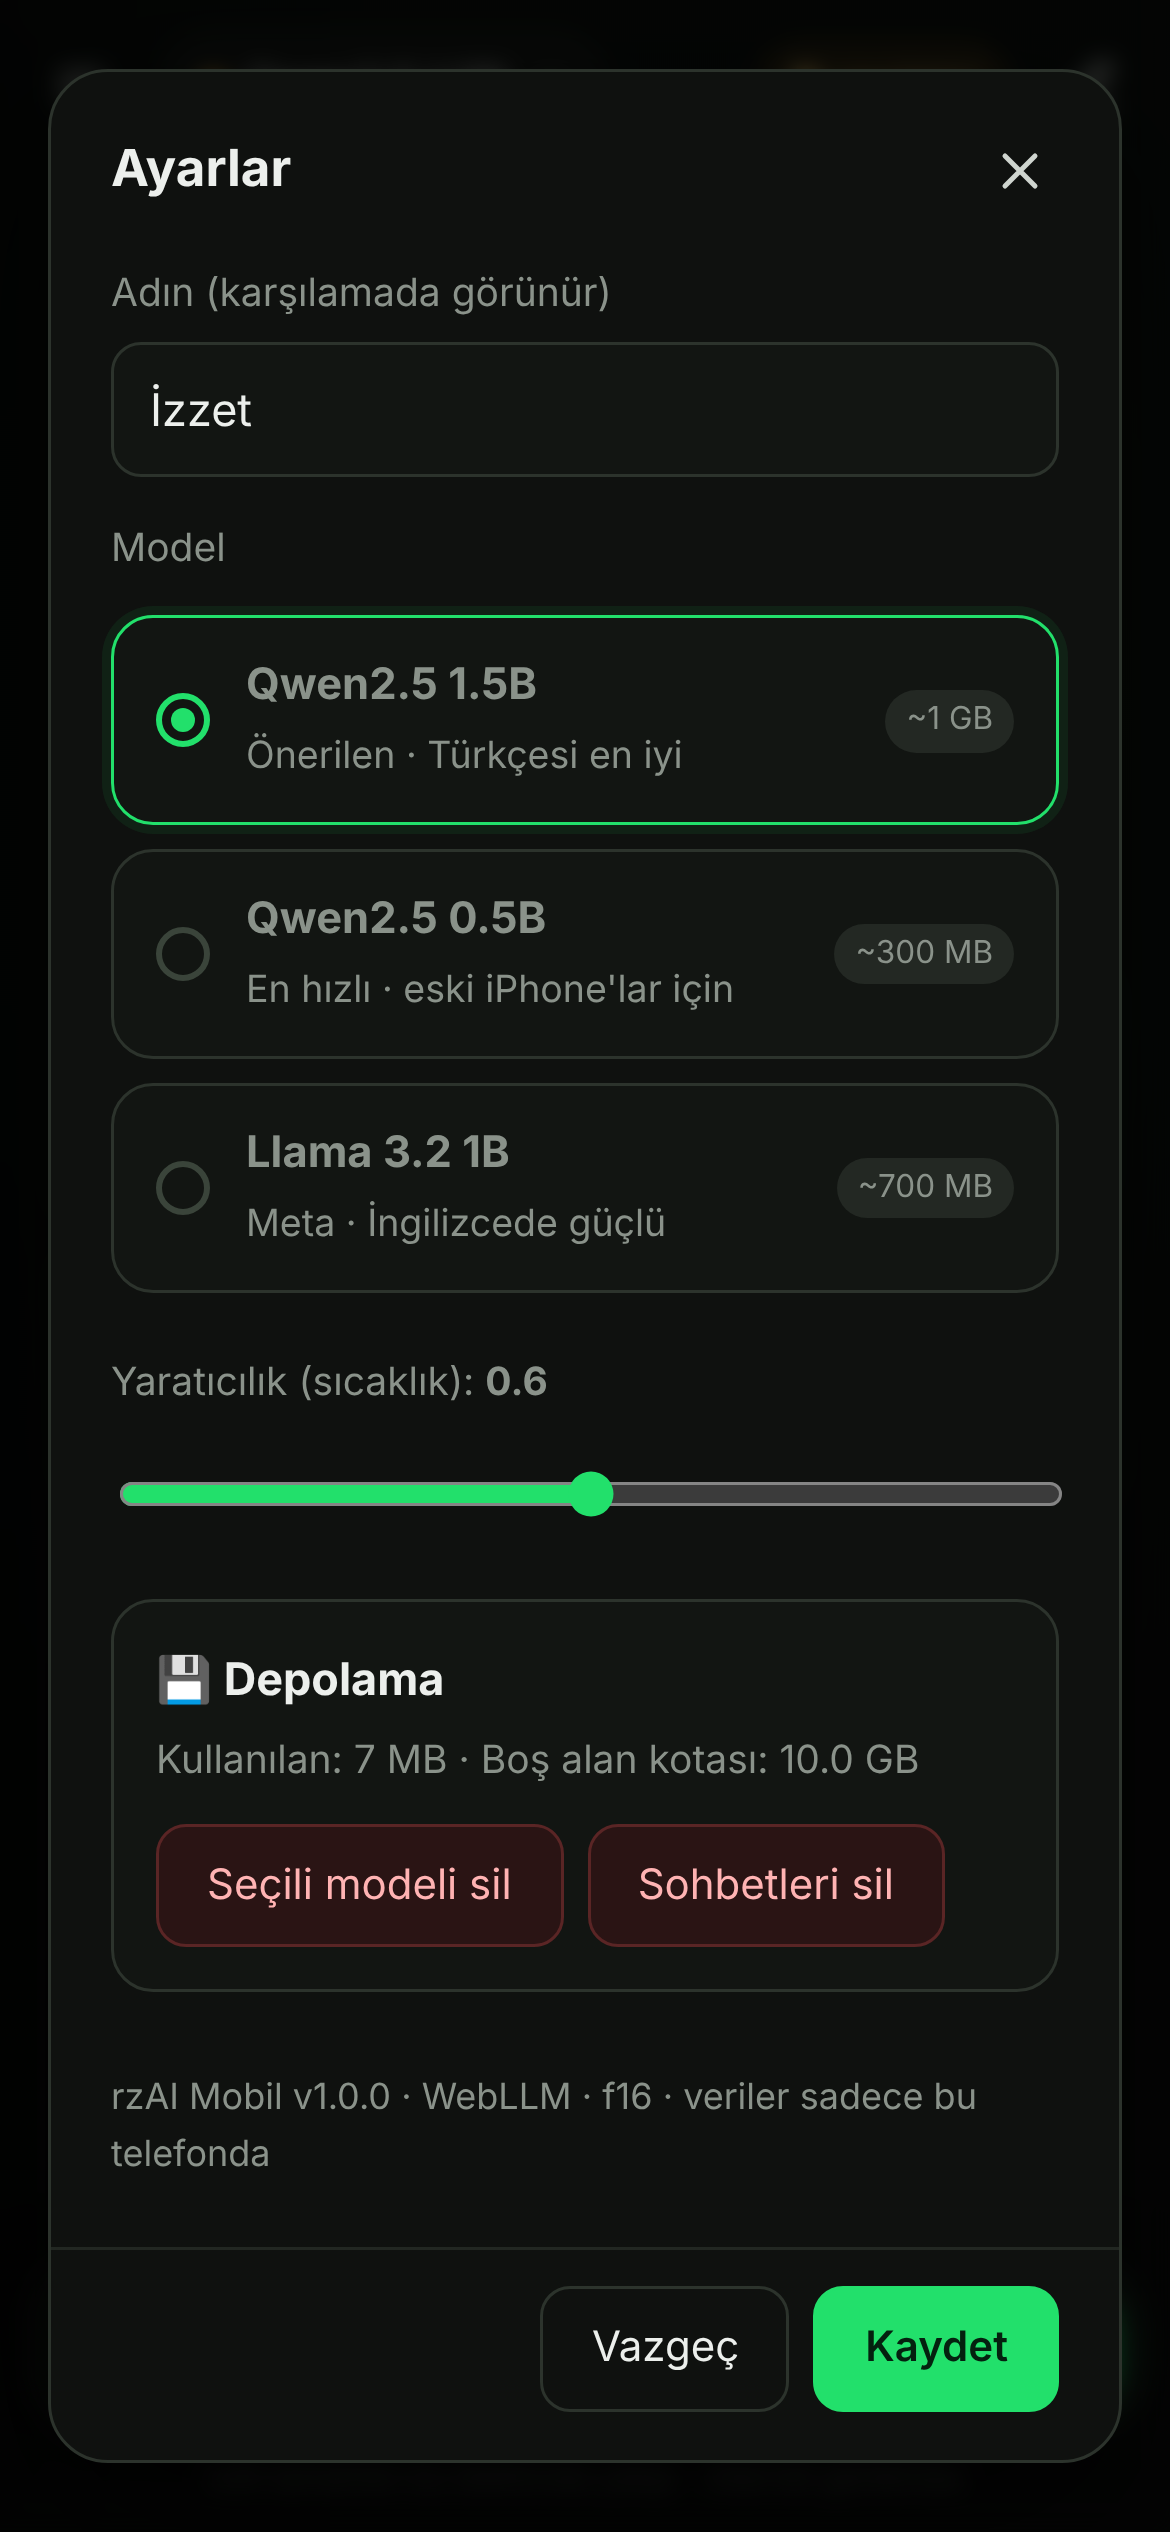 Ayarlar
Adın (karşılamada görünür)
İzzet
Model
Qwen2.5 1.5B
Önerilen · Türkçesi en iyi
~1 GB
Qwen2.5 0.5B
En hızlı · eski iPhone'lar için
~300 MB
Llama 3.2 1B
Meta · İngilizcede güçlü
~700 MB
Yaratıcılık (sıcaklık): 0.6
💾 Depolama
Kullanılan: 7 MB · Boş alan kotası: 10.0 GB
Seçili modeli sil
Sohbetleri sil
rzAI Mobil v1.0.0 · WebLLM · f16 · veriler sadece bu
telefonda
Vazgeç
Kaydet